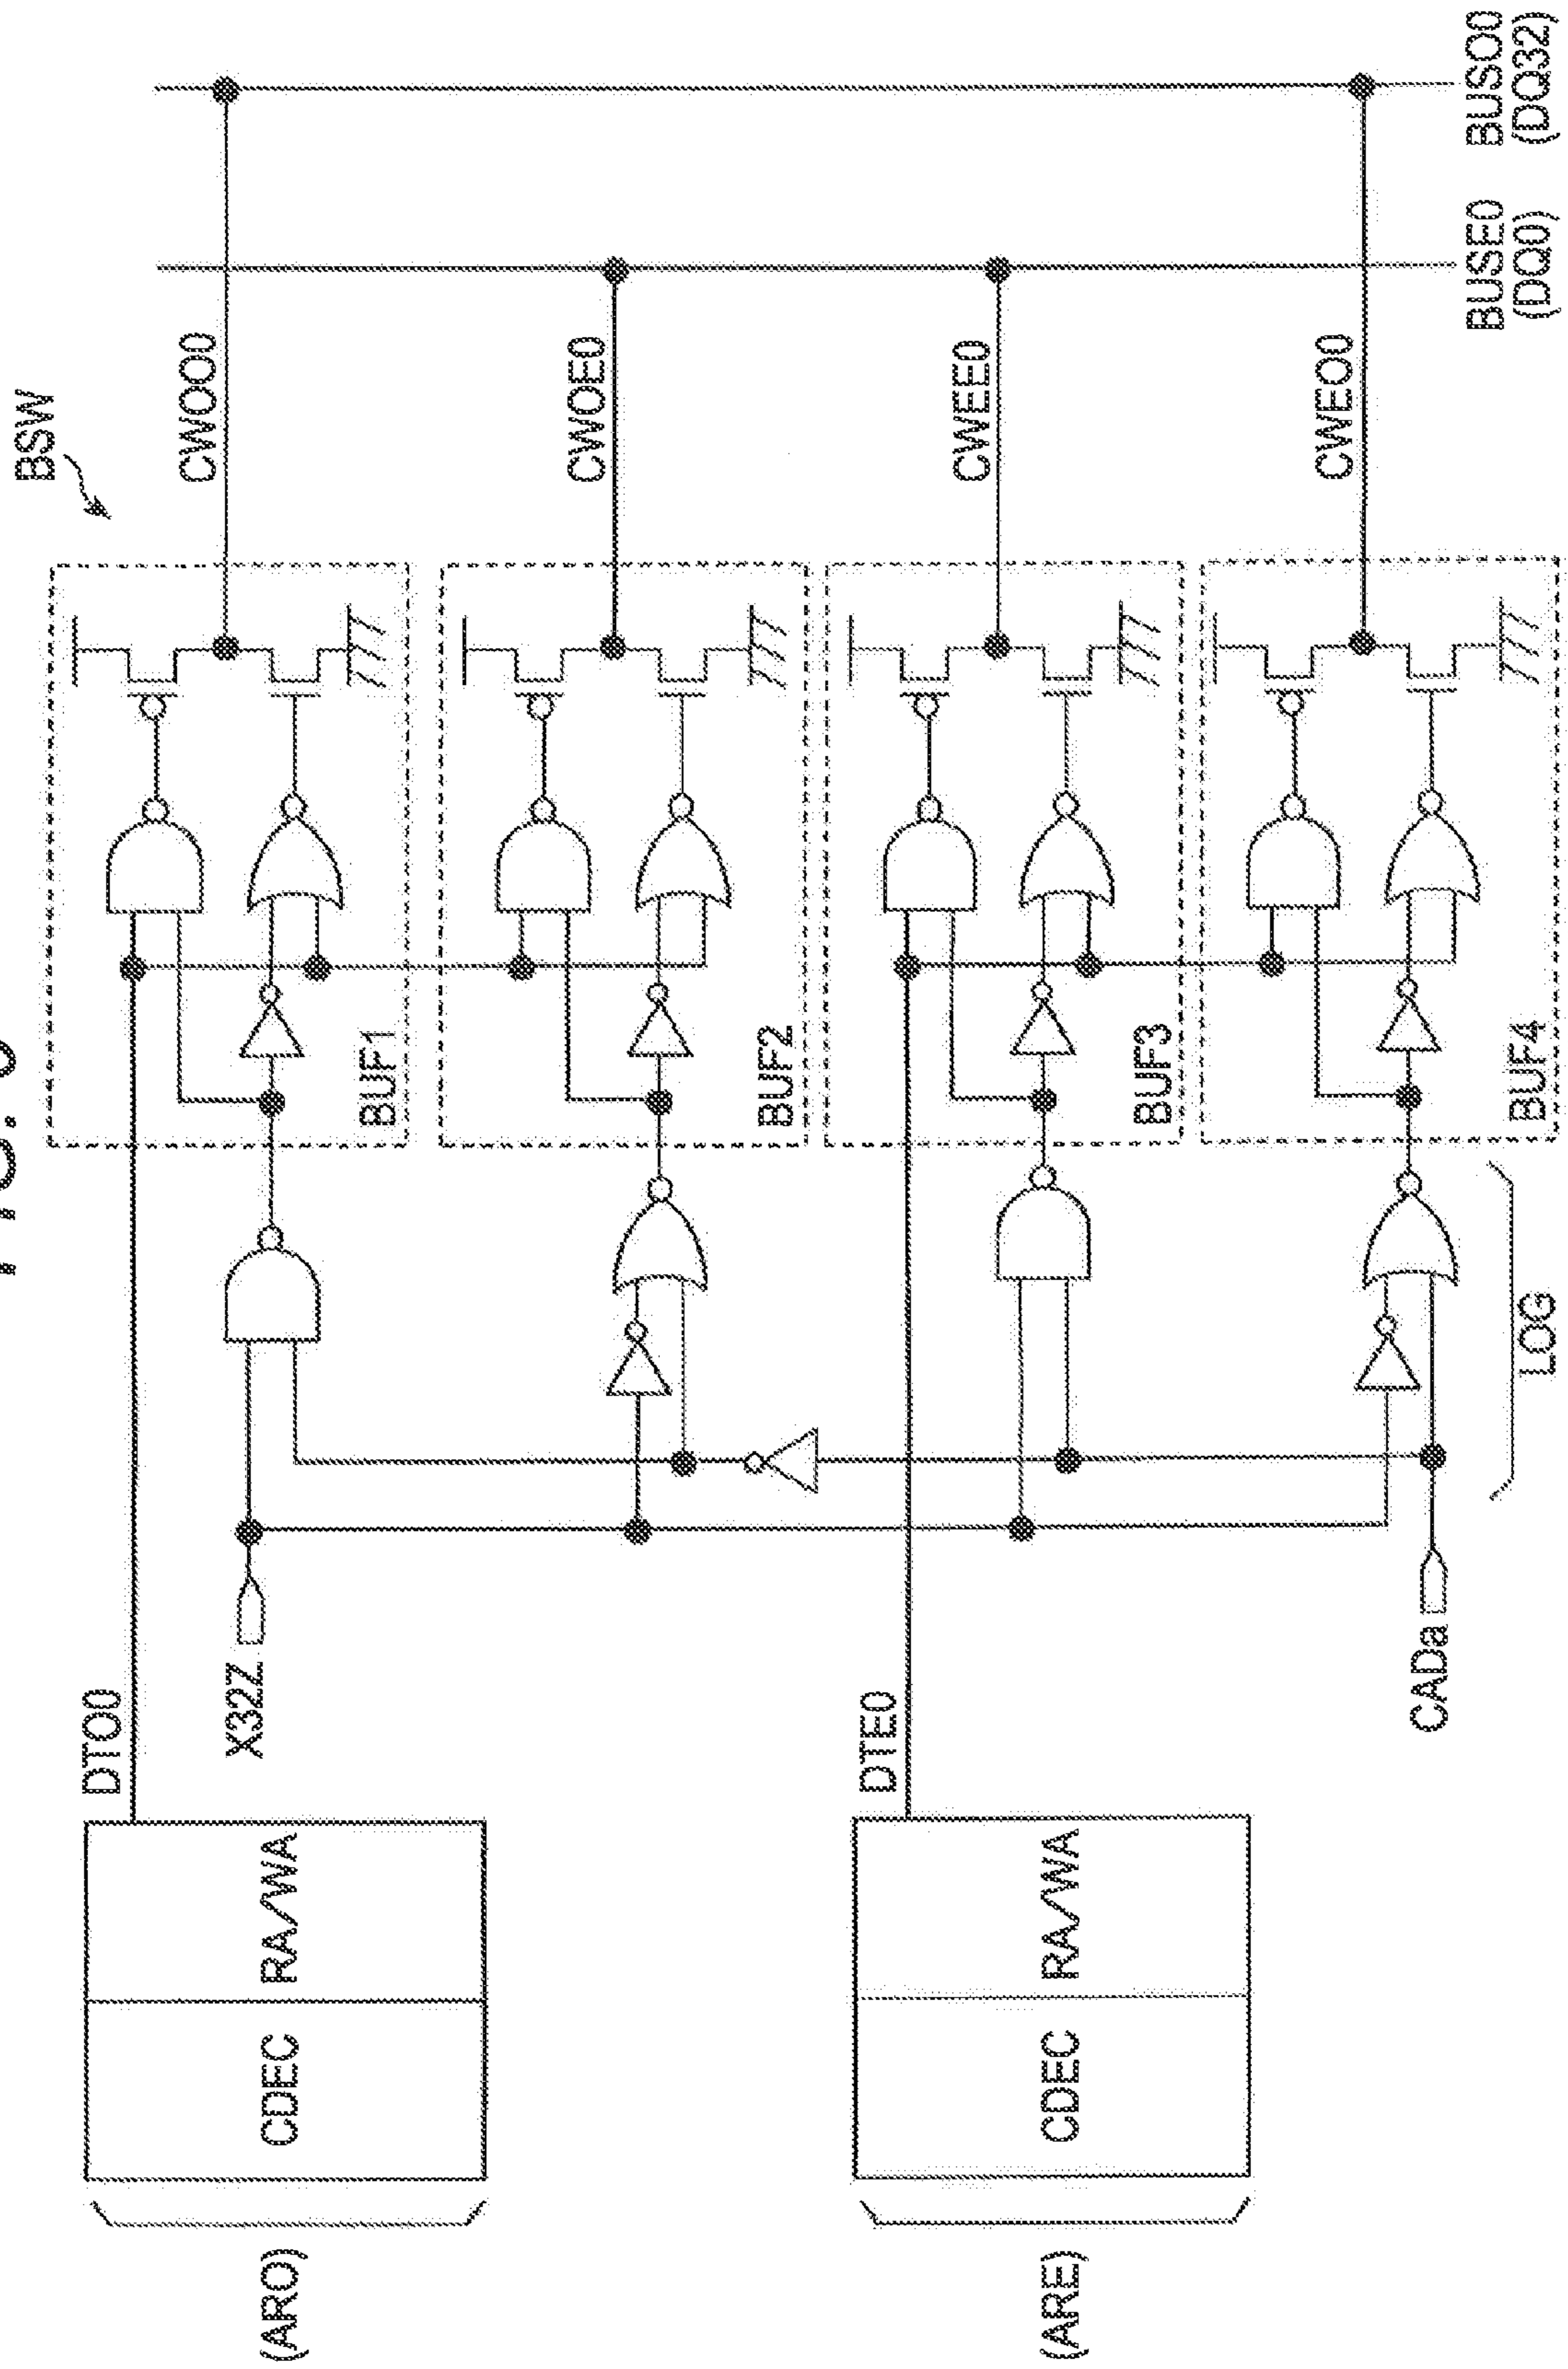 BSW
CWOO0
CWOE0
CWEE0
CWEO0
BUSO0
(DQ32)
BUSE0
(DQ0)
BUF1
BUF2
BUF3
BUF4
LOG
DTO0
X32Z
DTE0
CADa
RA/WA
CDEC
(ARO)
RA/WA
CDEC
(ARE)